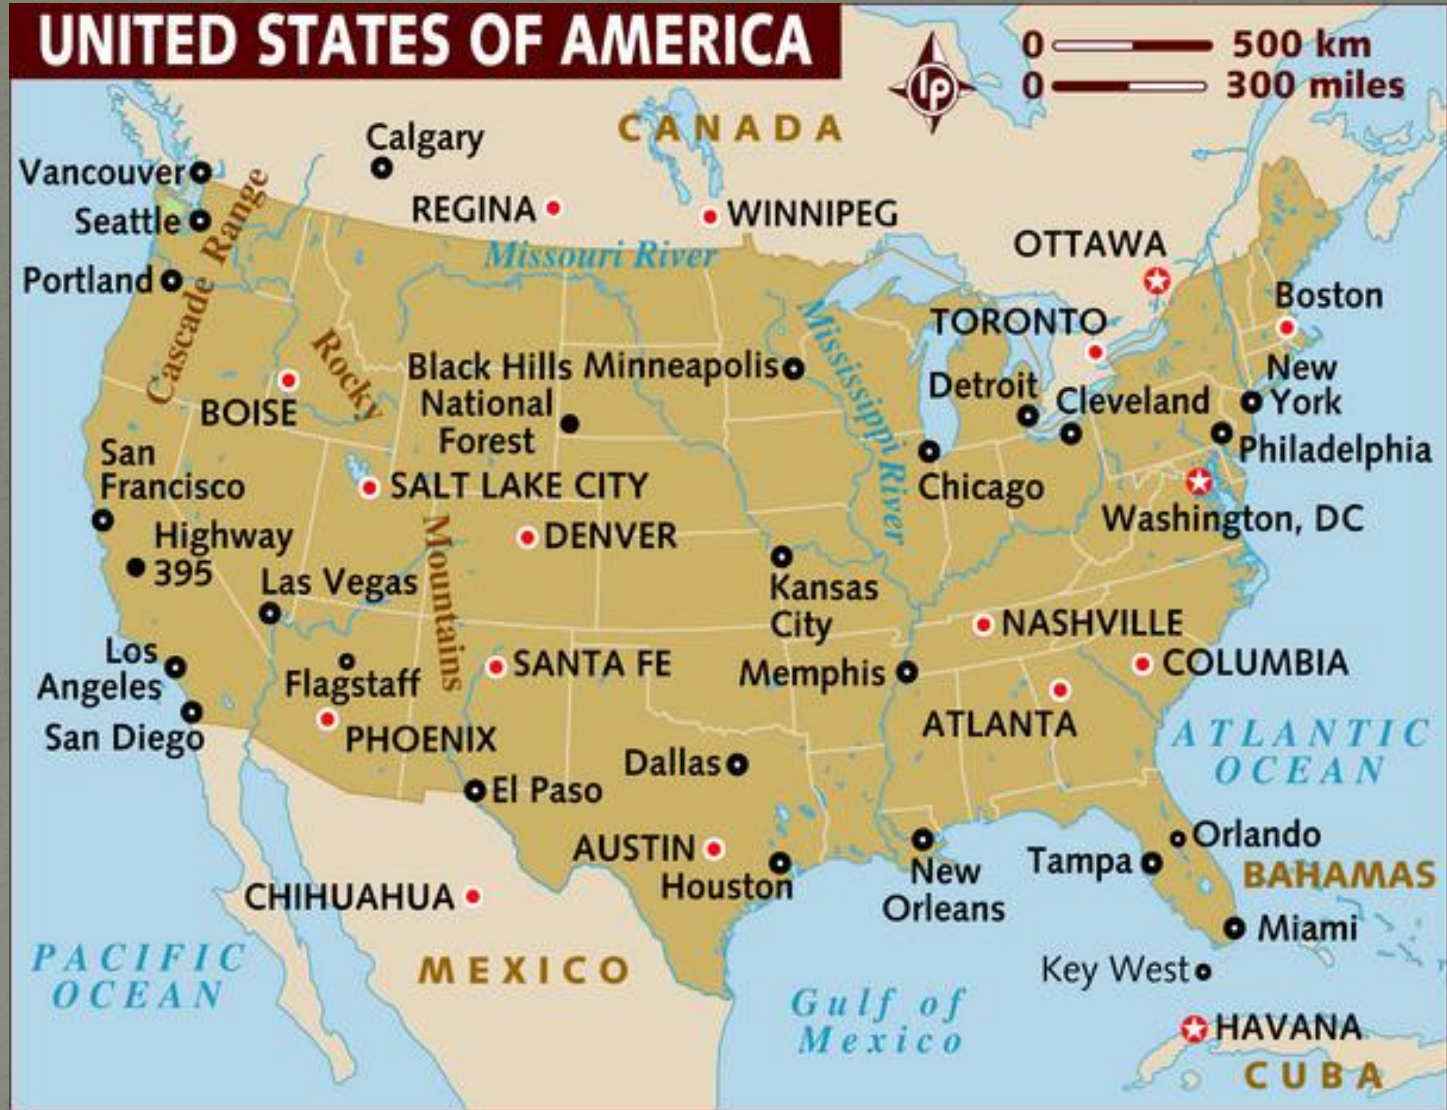 UNITED STATES OF AMERICA
lp
0 500 km
0 300 miles
CANADA
Calgary
Vancouver
REGINA
WINNIPEG
Seattle
Cascade Range
Missouri River
OTTAWA
Portland
Boston
TORONTO
Rocky
Mountains
Mississippi River
Black Hills
National
Forest
Minneapolis
Detroit
Cleveland
New
York
BOISE
Philadelphia
San
Francisco
SALT LAKE CITY
Chicago
Washington, DC
Highway
395
DENVER
Las Vegas
Kansas
City
NASHVILLE
Los
Angeles
Flagstaff
SANTA FE
Memphis
COLUMBIA
San Diego
PHOENIX
ATLANTA
ATLANTIC
OCEAN
Dallas
El Paso
AUSTIN
Houston
New
Orleans
Tampa
Orlando
BAHAMAS
CHIHUAHUA
Miami
PACIFIC
OCEAN
MEXICO
Key West
Gulf of
Mexico
HAVANA
CUBA